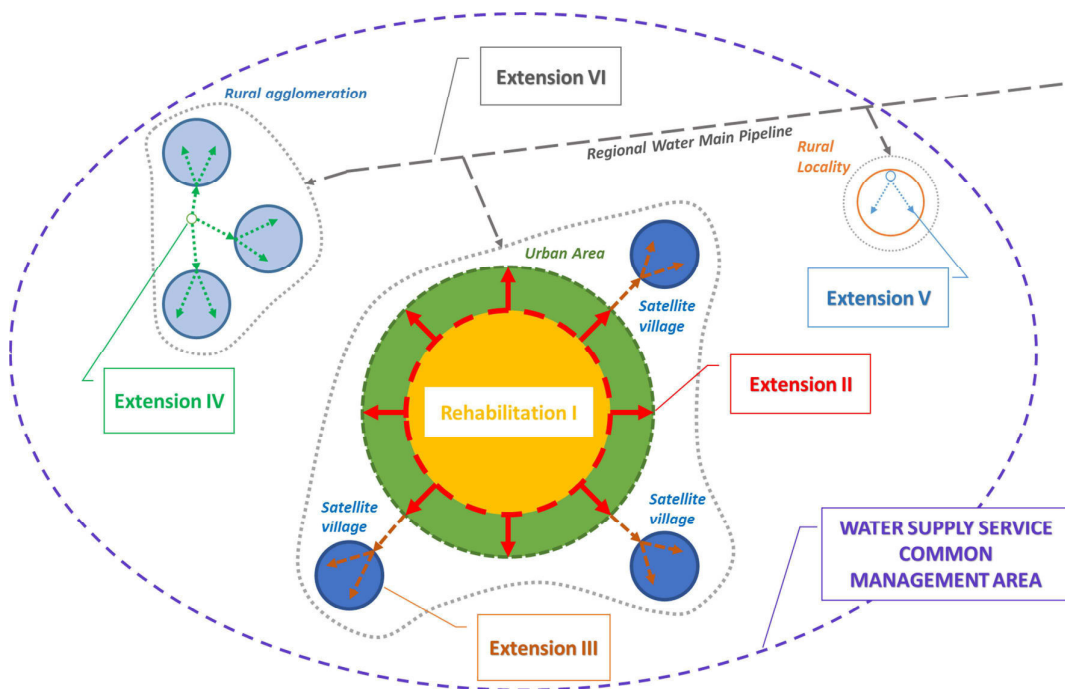 Extension VI
Rural agglomeration
Regional Water Main Pipeline
Rural
Locality
Urban Area
Satellite
village
Extension V
Extension IV
Extension II
Rehabilitation I
Satellite
village
Satellite
village
WATER SUPPLY SERVICE
COMMON
MANAGEMENT AREA
Extension III